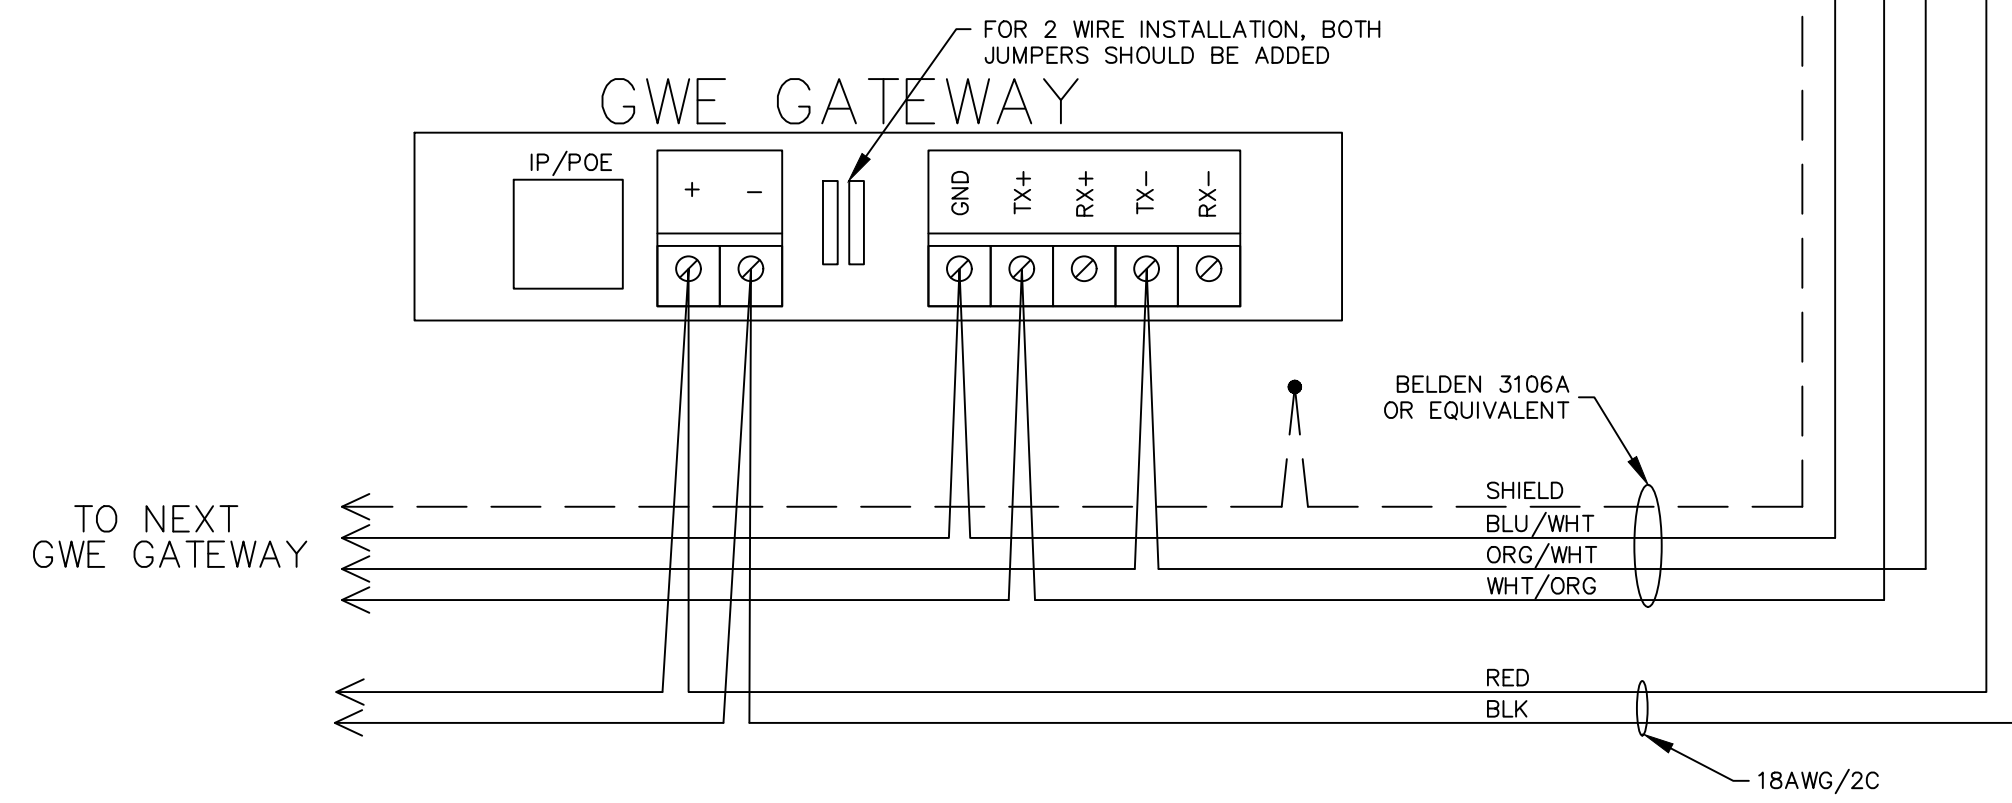 FOR 2 WIRE INSTALLATION, BOTH
JUMPERS SHOULD BE ADDED
GWE GATEWAY
IP/POE
+
−
GND
TX+
RX+
TX−
RX−
BELDEN 3106A
OR EQUIVALENT
SHIELD
BLU/WHT
ORG/WHT
WHT/ORG
TO NEXT
GWE GATEWAY
RED
BLK
18AWG/2C